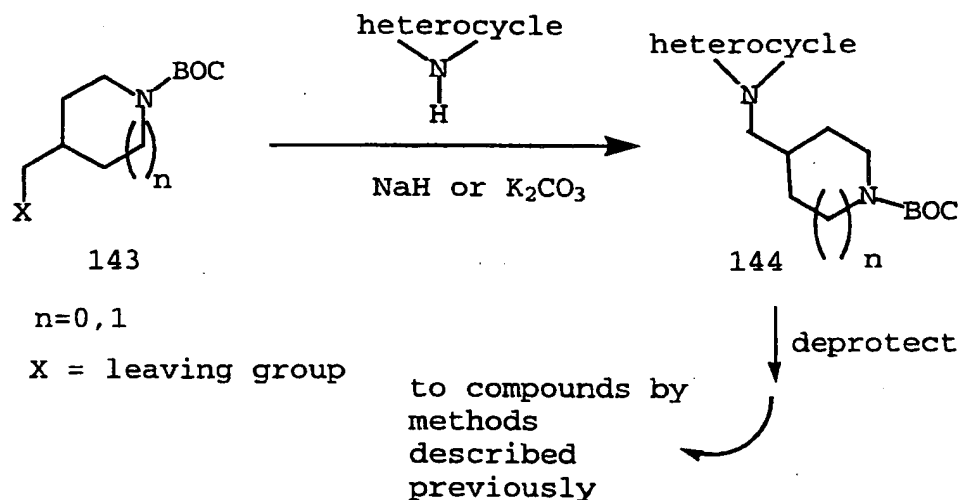 heterocycle
N
H
N
BOC
n
X
NaH or K₂CO₃
heterocycle
N
N
BOC
n
143
144
n=0,1
X = leaving group
deprotect
to compounds by
methods
described
previously